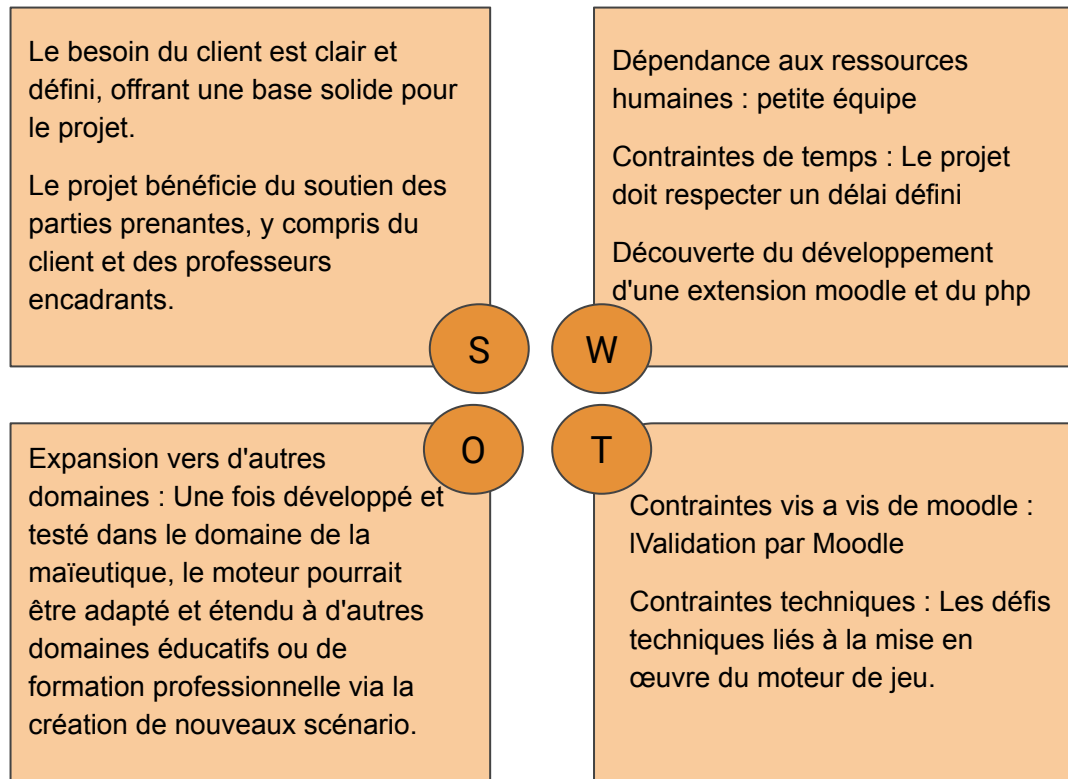 Le besoin du client est clair et
défini, offrant une base solide pour
le projet.
Le projet bénéficie du soutien des
parties prenantes, y compris du
client et des professeurs
encadrants.
S
Dépendance aux ressources
humaines : petite équipe
Contraintes de temps : Le projet
doit respecter un délai défini
Découverte du développement
d'une extension moodle et du php
W
Expansion vers d'autres
domaines : Une fois développé et
testé dans le domaine de la
maïeutique, le moteur pourrait
être adapté et étendu à d'autres
domaines éducatifs ou de
formation professionnelle via la
création de nouveaux scénario.
O
T
Contraintes vis a vis de moodle :
lValidation par Moodle
Contraintes techniques : Les défis
techniques liés à la mise en
œuvre du moteur de jeu.